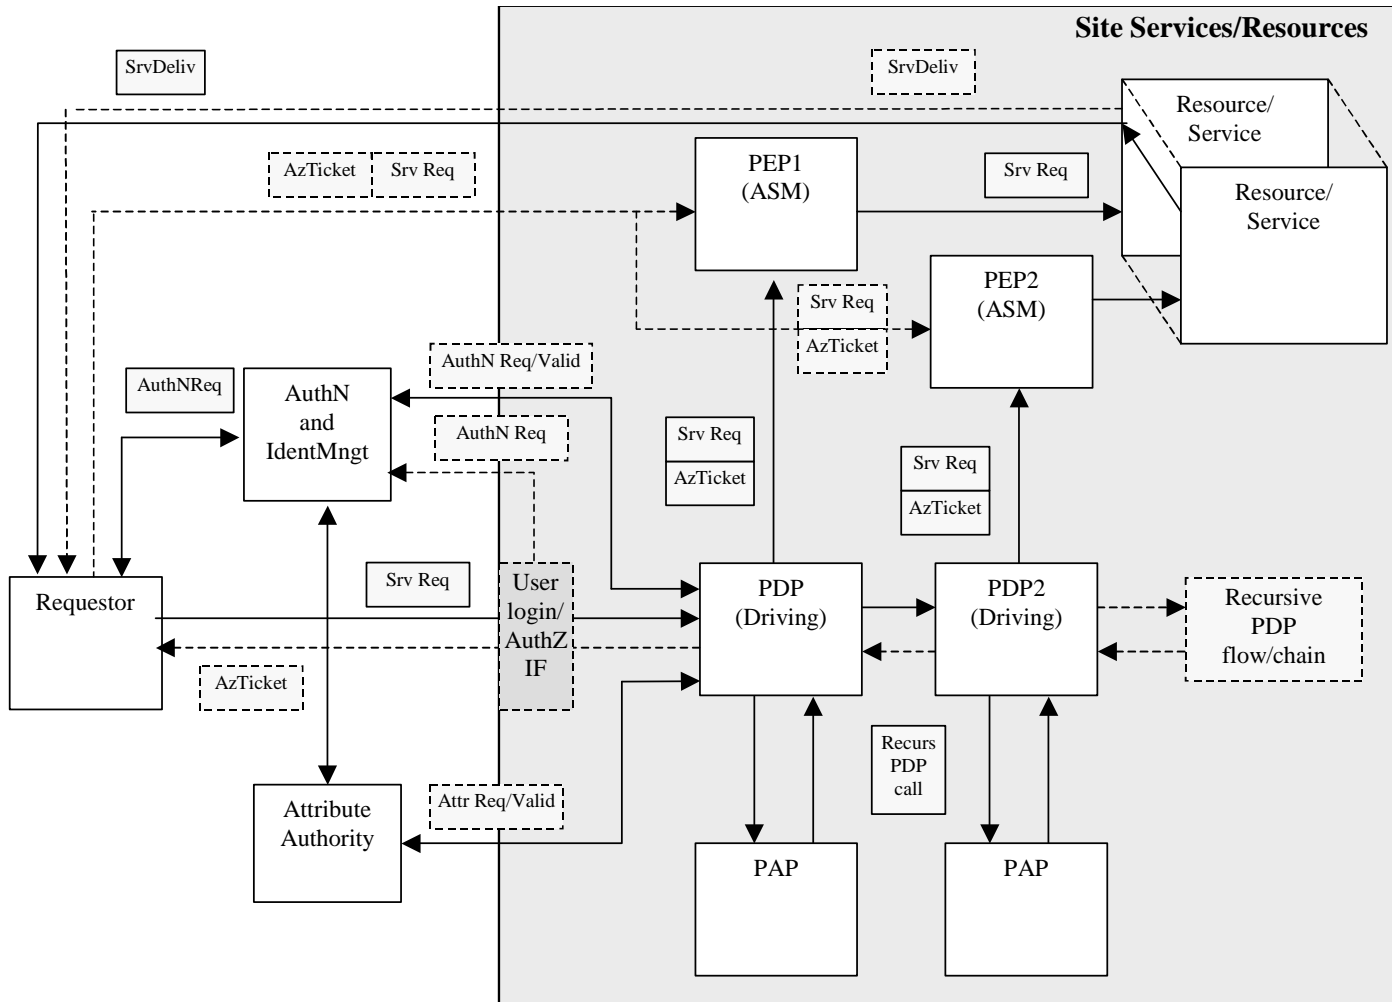 Site Services/Resources
SrvDeliv
SrvDeliv
Resource/
Service
AzTicket
Srv Req
PEP1
(ASM)
Srv Req
Resource/
Service
PEP2
(ASM)
Srv Req
AzTicket
AuthN Req/Valid
AuthNReq
AuthN
and
IdentMngt
AuthN Req
Srv Req
AzTicket
Srv Req
AzTicket
Requestor
Srv Req
User
login/
AuthZ
IF
PDP
(Driving)
PDP2
(Driving)
Recursive
PDP
flow/chain
AzTicket
Recurs
PDP
call
Attribute
Authority
Attr Req/Valid
PAP
PAP